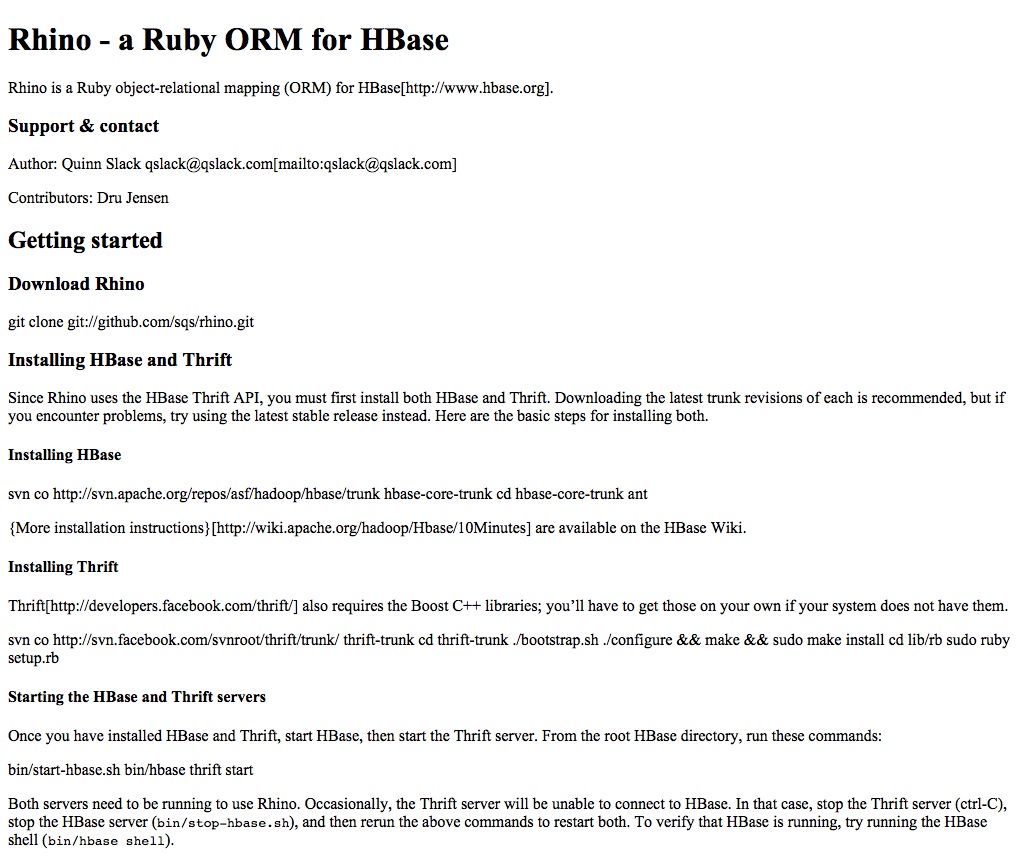 Rhino - a Ruby ORM for HBase
Rhino is a Ruby object-relational mapping (ORM) for HBase[http://www.hbase.org].
Support & contact
Author: Quinn Slack qslack@qslack.com[mailto:qslack@qslack.com]
Contributors: Dru Jensen
Getting started
Download Rhino
git clone git://github.com/sqs/rhino.git
Installing HBase and Thrift
Since Rhino uses the HBase Thrift API, you must first install both HBase and Thrift. Downloading the latest trunk revisions of each is recommended, but if
you encounter problems, try using the latest stable release instead. Here are the basic steps for installing both.
Installing HBase
svn co http://svn.apache.org/repos/asf/hadoop/hbase/trunk hbase-core-trunk cd hbase-core-trunk ant
{More installation instructions}[http://wiki.apache.org/hadoop/Hbase/10Minutes] are available on the HBase Wiki.
Installing Thrift
Thrift[http://developers.facebook.com/thrift/] also requires the Boost C++ libraries; you’ll have to get those on your own if your system does not have them.
svn co http://svn.facebook.com/svnroot/thrift/trunk/ thrift-trunk cd thrift-trunk ./bootstrap.sh ./configure && make && sudo make install cd lib/rb sudo ruby
setup.rb
Starting the HBase and Thrift servers
Once you have installed HBase and Thrift, start HBase, then start the Thrift server. From the root HBase directory, run these commands:
bin/start-hbase.sh bin/hbase thrift start
Both servers need to be running to use Rhino. Occasionally, the Thrift server will be unable to connect to HBase. In that case, stop the Thrift server (ctrl-C),
stop the HBase server (bin/stop-hbase.sh), and then rerun the above commands to restart both. To verify that HBase is running, try running the HBase
shell (bin/hbase shell).